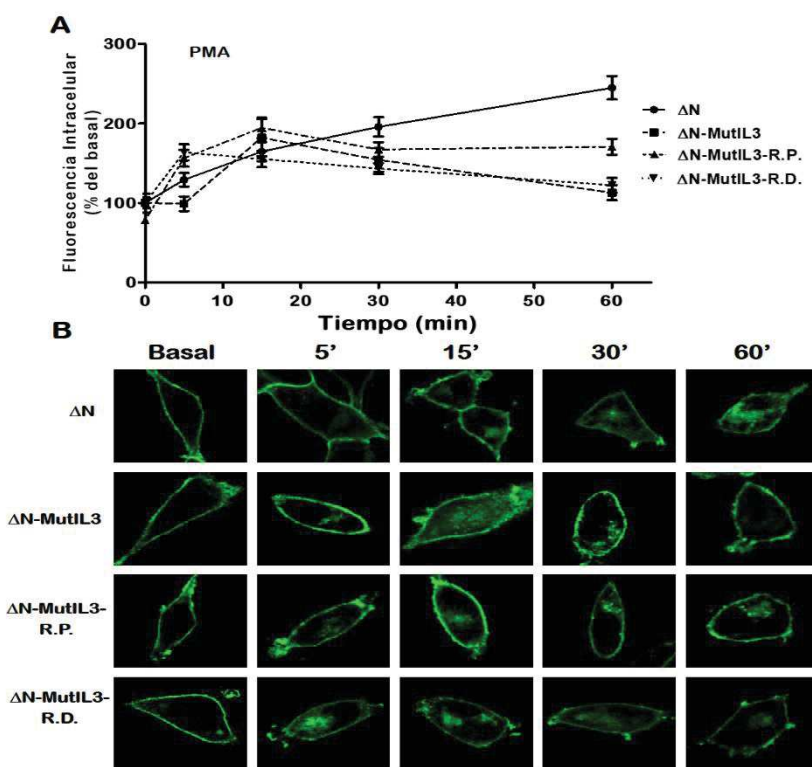 A
PMA
Fluorescencia Intracelular
(% del basal)
300
200
100
0
0
10
20
30
40
50
60
Tiempo (min)
ΔN
ΔN-MutIL3
ΔN-MutIL3-R.P.
ΔN-MutIL3-R.D.
B
Basal
5'
15'
30'
60'
ΔN
ΔN-MutIL3
ΔN-MutIL3-
R.P.
ΔN-MutIL3-
R.D.